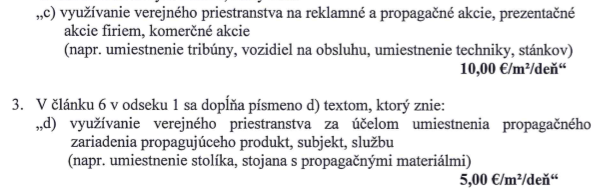 „c) využívanie verejného priestranstva na reklamné a propagačné akcie, prezentačné
akcie firiem, komerčné akcie
(napr. umiestnenie tribúny, vozidiel na obsluhu, umiestnenie techniky, stánkov)
10,00 €/m²/deň“
3. V článku 6 v odseku 1 sa dopĺňa písmeno d) textom, ktorý znie:
„d) využívanie verejného priestranstva za účelom umiestnenia propagačného
zariadenia propagujúceho produkt, subjekt, službu
(napr. umiestnenie stolíka, stojana s propagačnými materiálmi)
5,00 €/m²/deň“